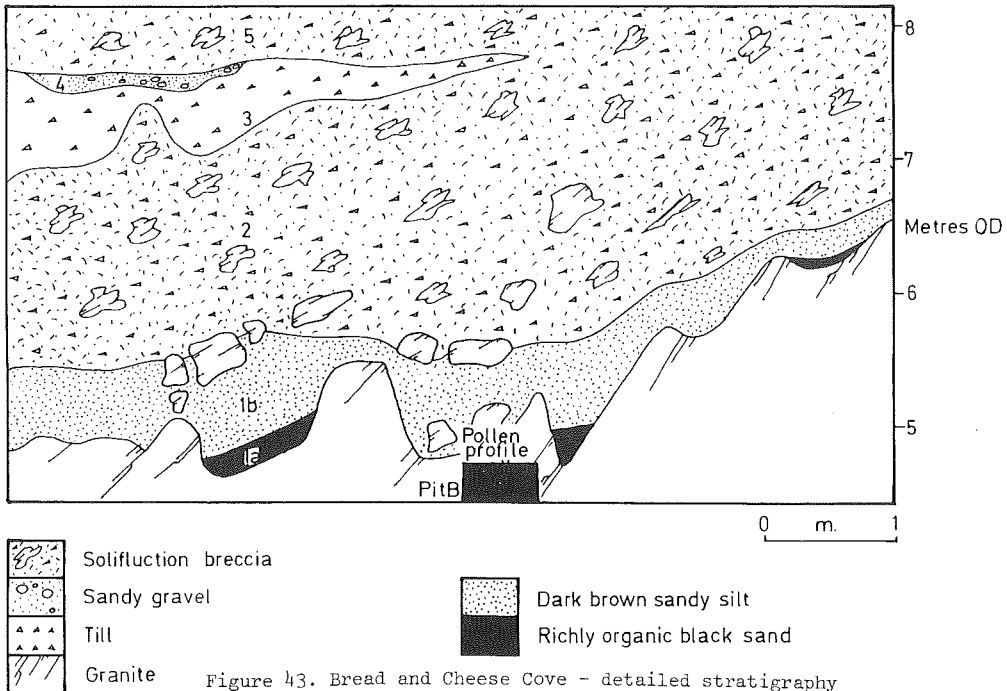 8
5
4
3
7
2
Metres OD
6
1b
5
1a
Pollen
profile
Pit B
0 m. 1
Solifluction breccia
Sandy gravel
Till
Granite
Dark brown sandy silt
Richly organic black sand
Figure 43. Bread and Cheese Cove - detailed stratigraphy